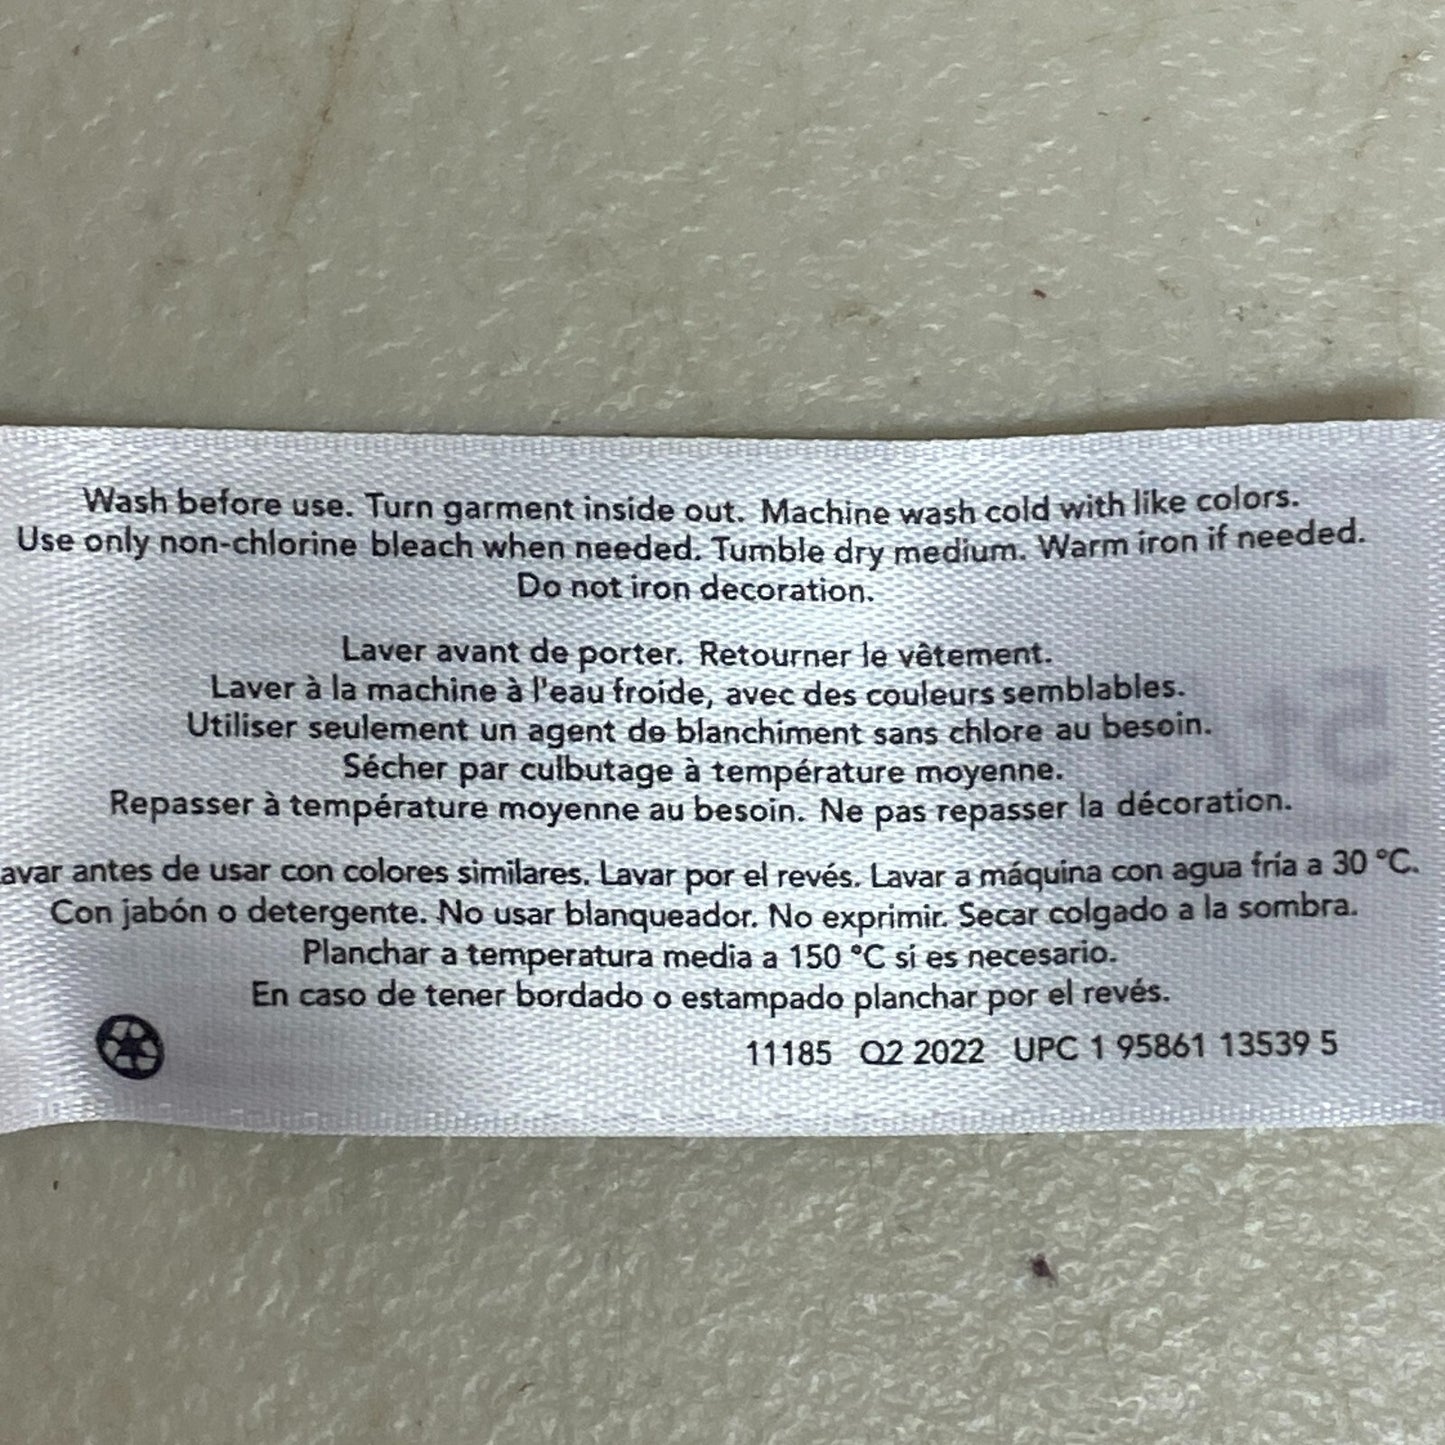 Wash before use. Turn garment inside out. Machine wash cold with like colors.
Use only non-chlorine bleach when needed. Tumble dry medium. Warm iron if needed.
Do not iron decoration.
Laver avant de porter. Retourner le vêtement.
Laver à la machine à l'eau froide, avec des couleurs semblables.
Utiliser seulement un agent de blanchiment sans chlore au besoin.
Sécher par culbutage à température moyenne.
Repasser à température moyenne au besoin. Ne pas repasser la décoration.
avar antes de usar con colores similares. Lavar por el revés. Lavar a máquina con agua fría a 30 °C.
Con jabón o detergente. No usar blanqueador. No exprimir. Secar colgado a la sombra.
Planchar a temperatura media a 150 °C si es necesario.
En caso de tener bordado o estampado planchar por el revés.
11185 Q2 2022 UPC 1 95861 13539 5